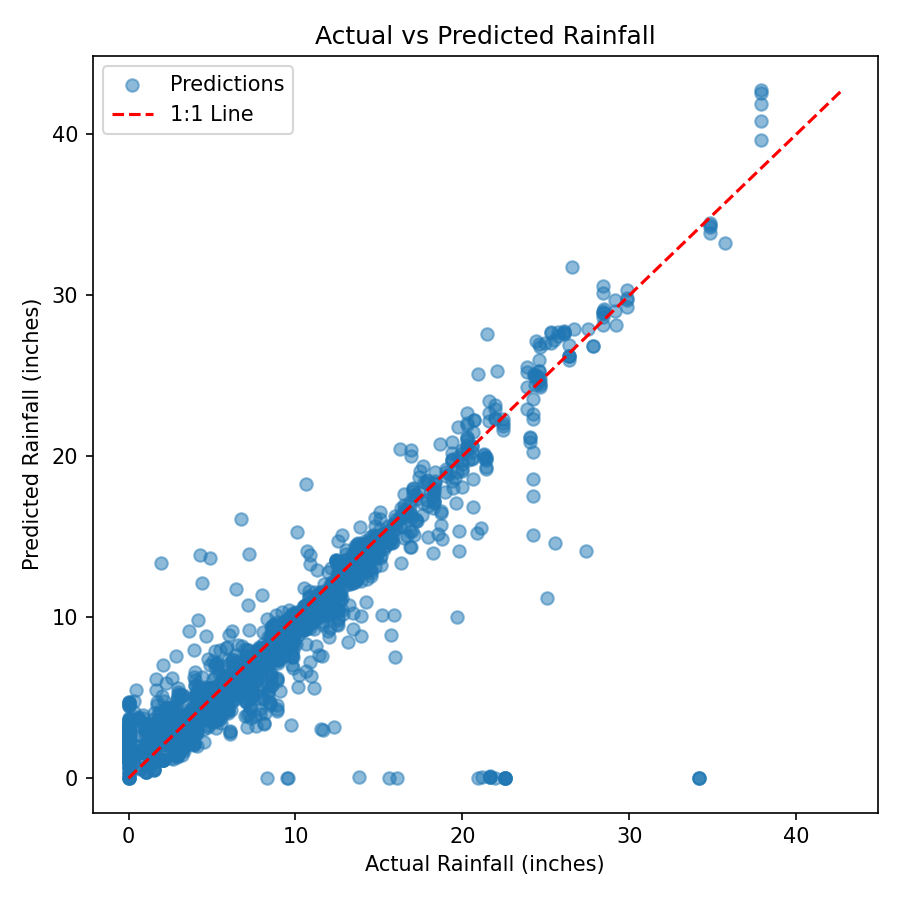 Actual vs Predicted Rainfall
Predictions
1:1 Line
40
30
20
10
0
Predicted Rainfall (inches)
0 10 20 30 40
Actual Rainfall (inches)